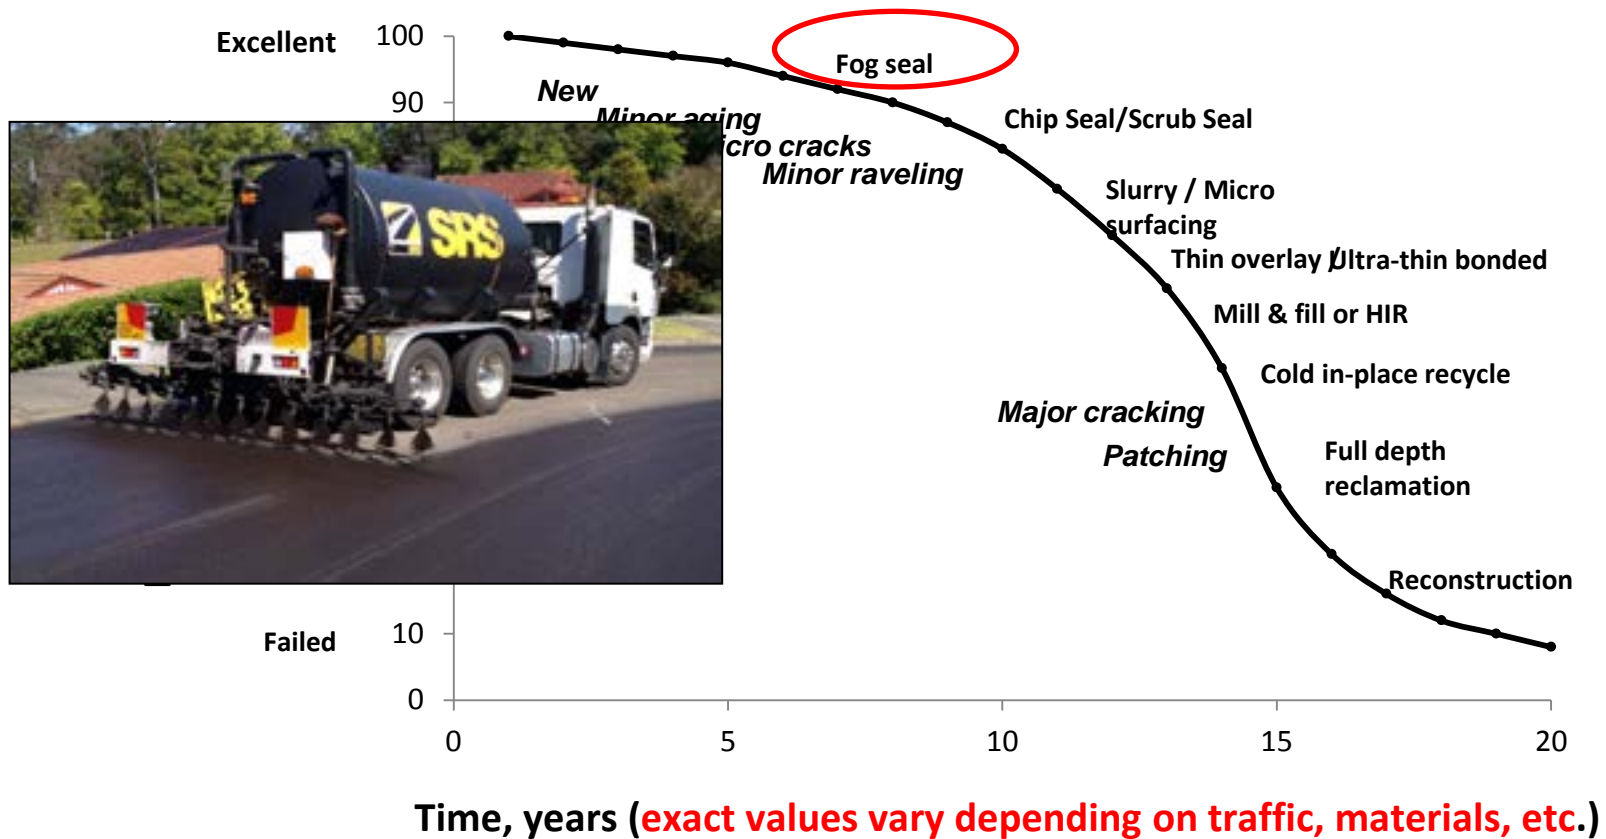 Excellent
100
Fog seal
New
90
Minor aging
icro cracks
Minor raveling
Chip Seal/Scrub Seal
Slurry / Micro
surfacing
Thin overlay /Ultra-thin bonded
Mill & fill or HIR
Cold in-place recycle
SRS
Major cracking
Patching
Full depth
reclamation
Reconstruction
Failed
10
0
0 5 10 15 20
Time, years (exact values vary depending on traffic, materials, etc.)